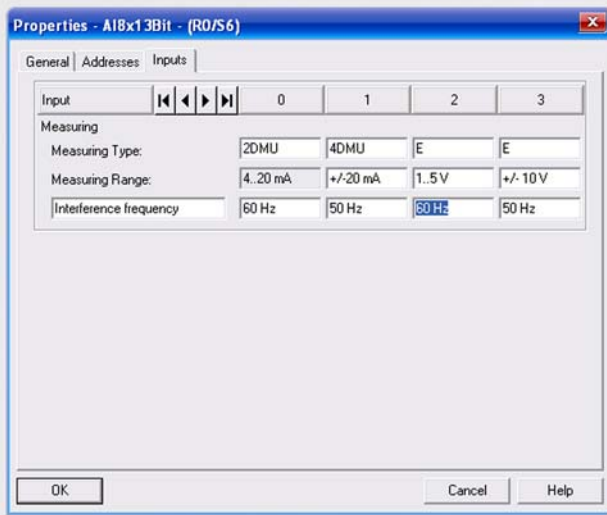 Properties - AI8x13Bit - (R0/S6)
General Addresses Inputs
Input 0 1 2 3
Measuring
Measuring Type: 2DMU 4DMU E E
Measuring Range: 4..20 mA +/-20 mA 1..5 V +/- 10 V
Interference frequency 60 Hz 50 Hz 60 Hz 50 Hz
OK Cancel Help